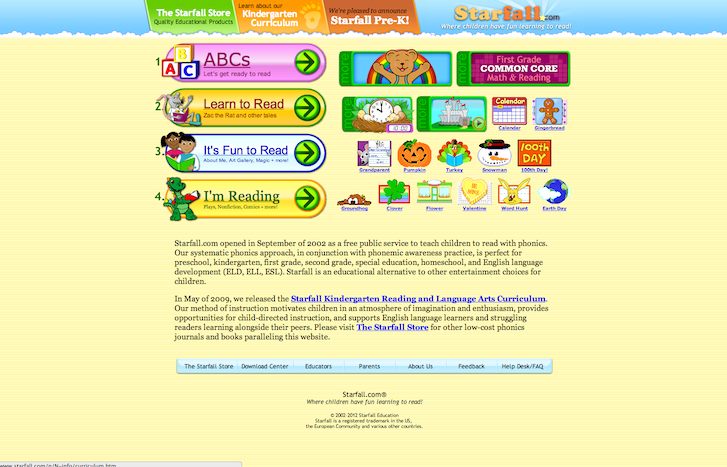 The Starfall Store
Quality Educational Products
Learn about our
Kindergarten
Curriculum
We're pleased to announce
Starfall Pre-K!
Starfall.com
Where children have fun learning to read!
1. ABCs
Let's get ready to read
2. Learn to Read
Zac the Rat and other tales
3. It's Fun to Read
About Me, Art Gallery, Magic + more!
4. I'm Reading
Plays, Nonfiction, Comics + more!
more
more
First Grade
COMMON CORE
Math & Reading
more
more
Calendar
Calendar
Gingerbread
100th
DAY
Grandparent
Pumpkin
Turkey
Snowman
100th Day!
BE
MINE
Groundhog
Clover
Flower
Valentine
Word Hunt
Earth Day
Starfall.com opened in September of 2002 as a free public service to teach children to read with phonics.
Our systematic phonics approach, in conjunction with phonemic awareness practice, is perfect for
preschool, kindergarten, first grade, second grade, special education, homeschool, and English language
development (ELD, ELL, ESL). Starfall is an educational alternative to other entertainment choices for
children.
In May of 2009, we released the Starfall Kindergarten Reading and Language Arts Curriculum.
Our method of instruction motivates children in an atmosphere of imagination and enthusiasm, provides
opportunities for child-directed instruction, and supports English language learners and struggling
readers learning alongside their peers. Please visit The Starfall Store for other low-cost phonics
journals and books paralleling this website.
The Starfall Store
Download Center
Educators
Parents
About Us
Feedback
Help Desk/FAQ
Starfall.com®
Where children have fun learning to read!
© 2002-2012 Starfall Education
Starfall is a registered trademark in the US,
the European Community and various other countries.